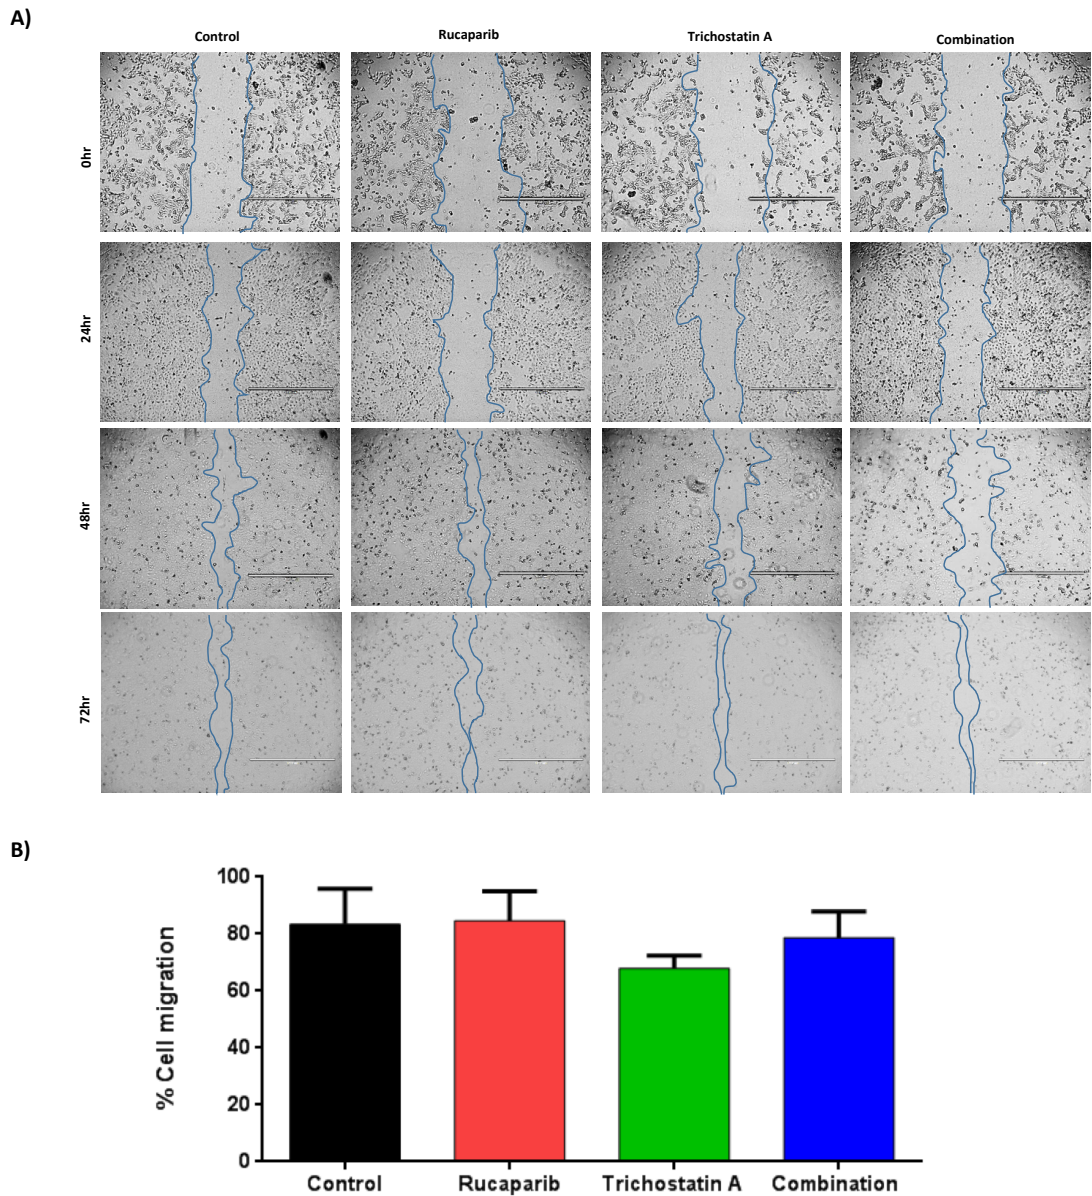 A)
Control Rucaparib Trichostatin A Combination
0hr
24hr
48hr
72hr
B)
% Cell migration
100
80
60
40
20
0
Control Rucaparib Trichostatin A Combination